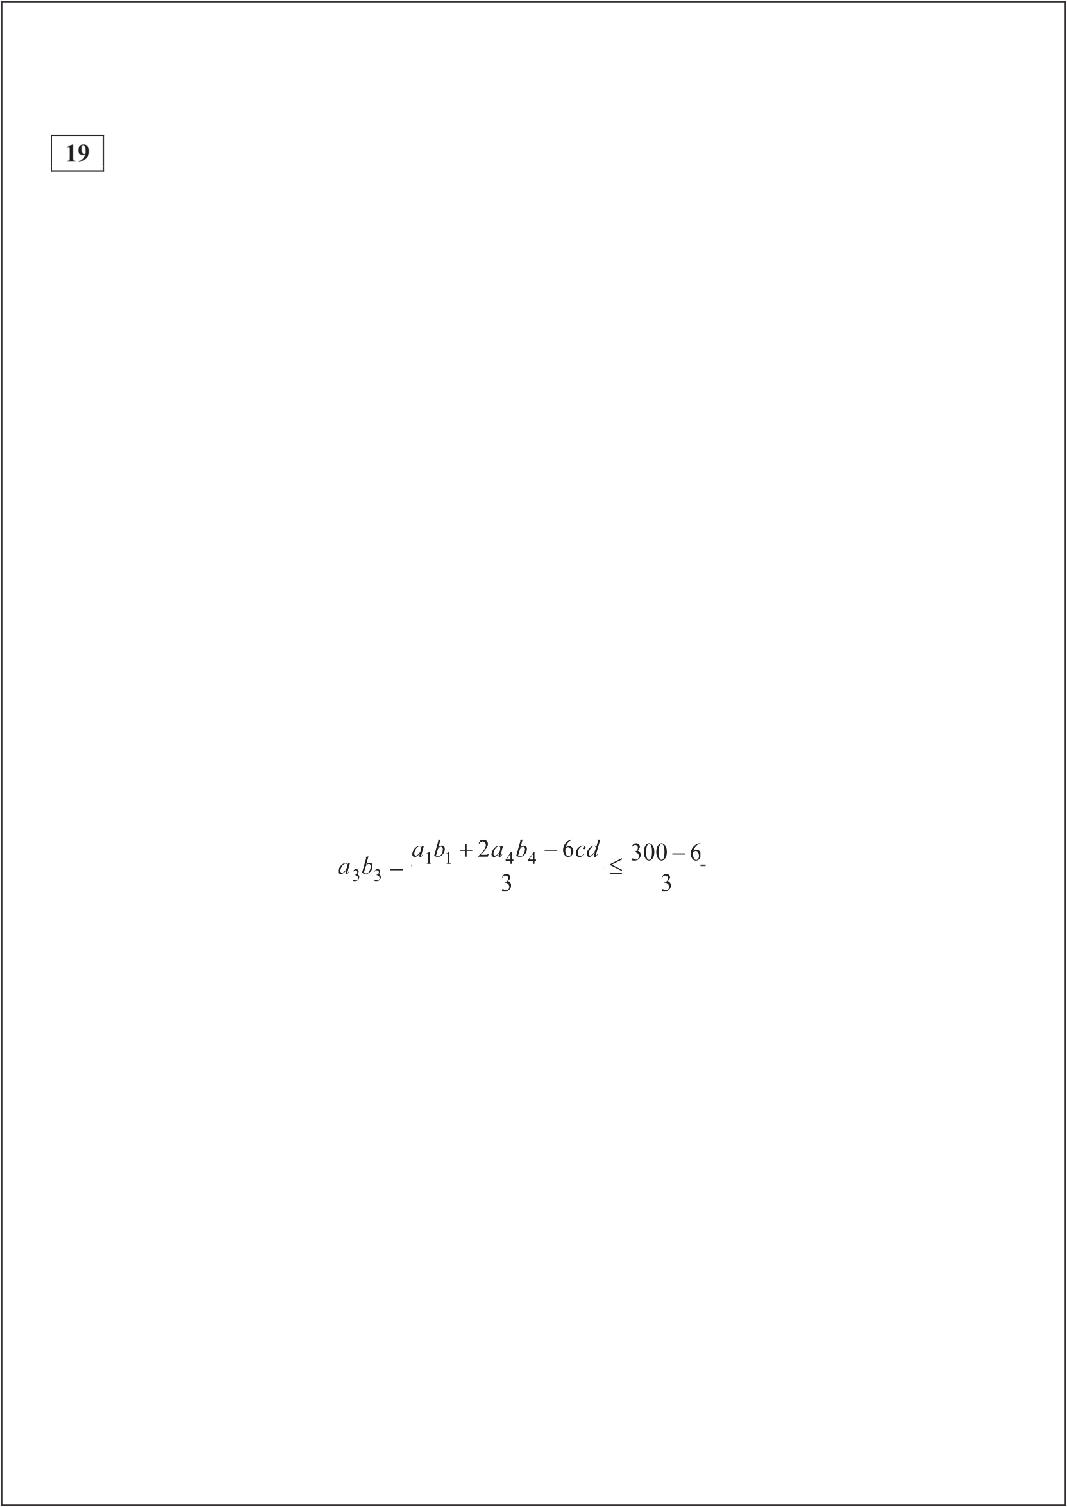 19
a₃b₃ = (a₁b₁ + 2a₄b₄ − 6cd)/3 ≤ (300 − 6)/3